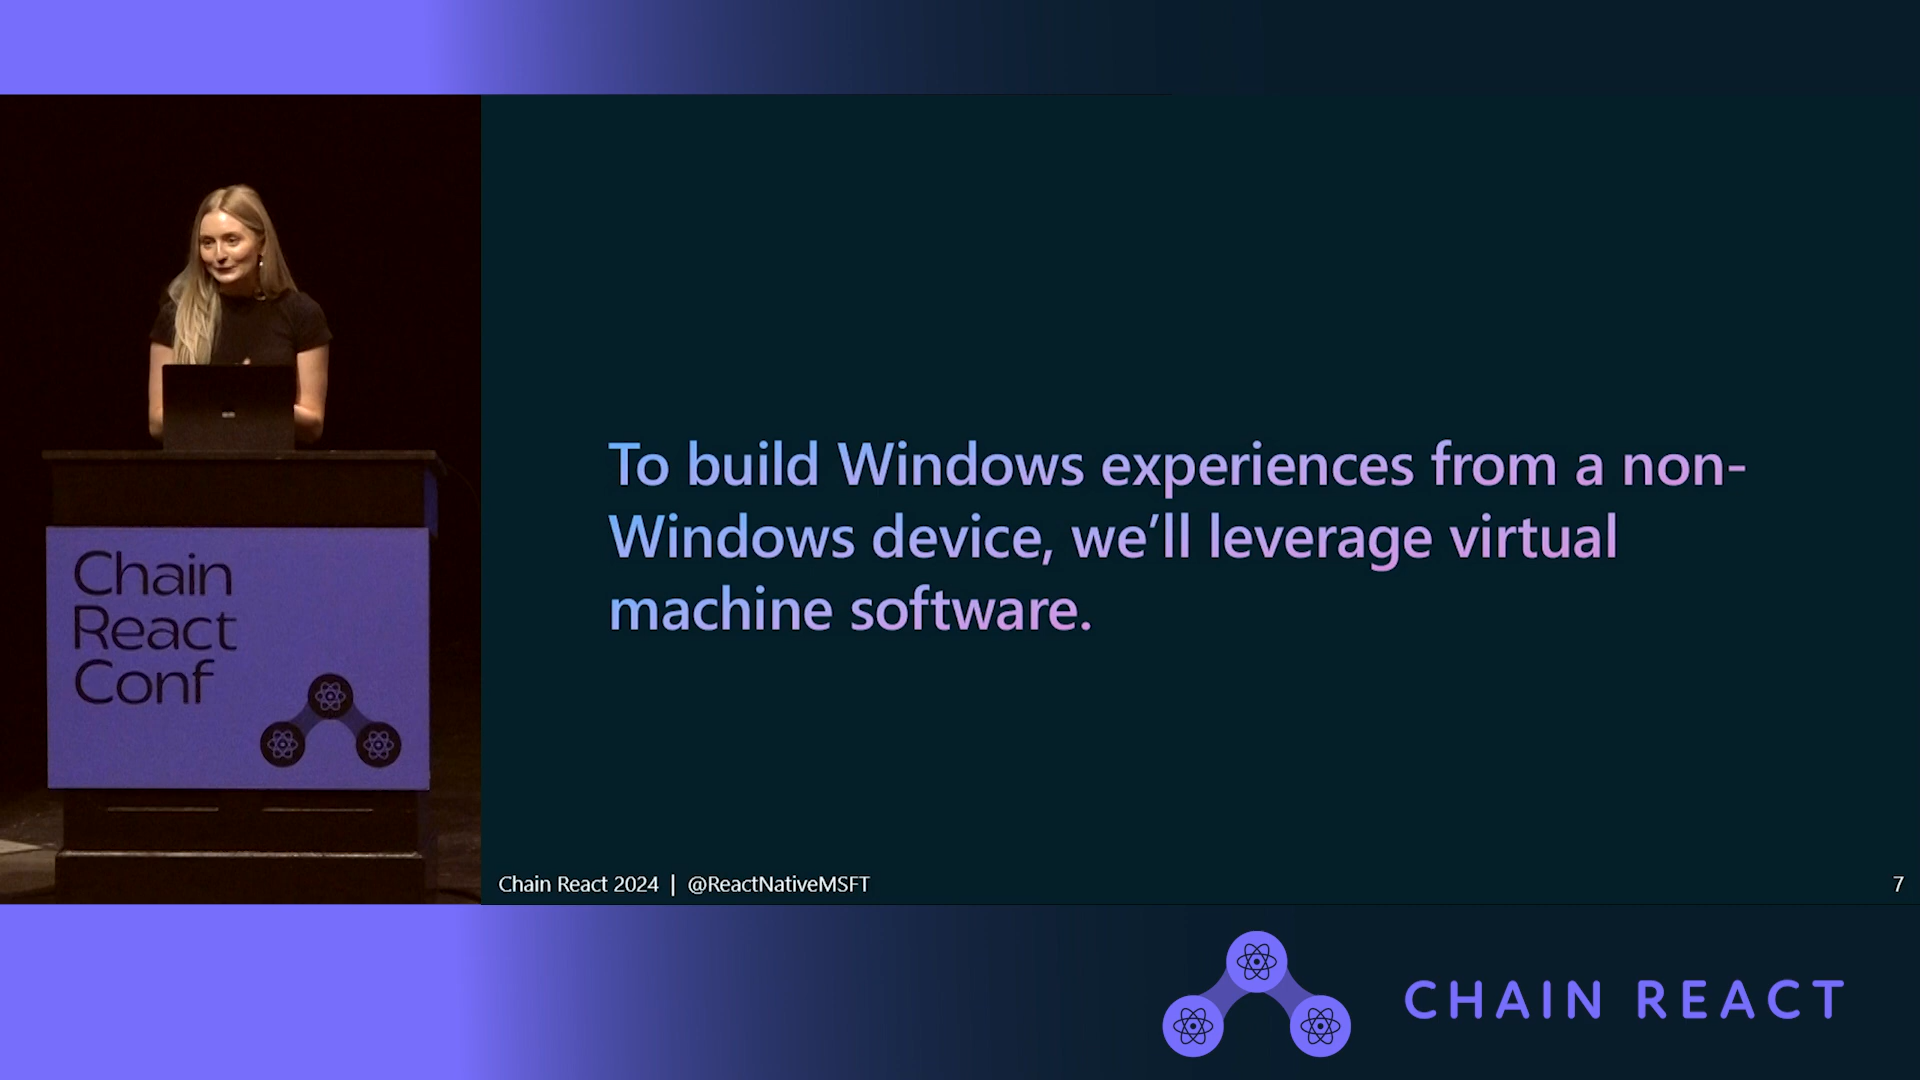 To build Windows experiences from a non-
Windows device, we’ll leverage virtual
machine software.
Chain
React
Conf
Chain React 2024 | @ReactNativeMSFT
7
CHAIN REACT